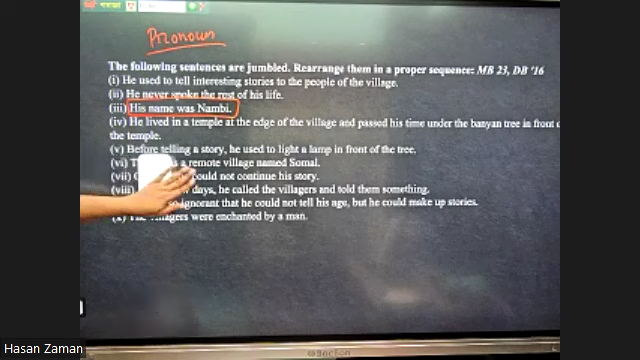 Pronoun
The following sentences are jumbled. Rearrange them in a proper sequence: MB 23, DB '16
(i) He used to tell interesting stories to the people of the village.
(ii) He never spoke the rest of his life.
(iii) His name was Nambi.
(iv) He lived in a temple at the edge of the village and passed his time under the banyan tree in front
the temple.
(v) Before telling a story, he used to light a lamp in front of the tree.
(vi) a remote village named Somal.
(vii) could not continue his story.
(viii) days, he called the villagers and told them something.
ignorant that he could not tell his age, but he could make up stories.
(x) villagers were enchanted by a man.
Hasan Zaman